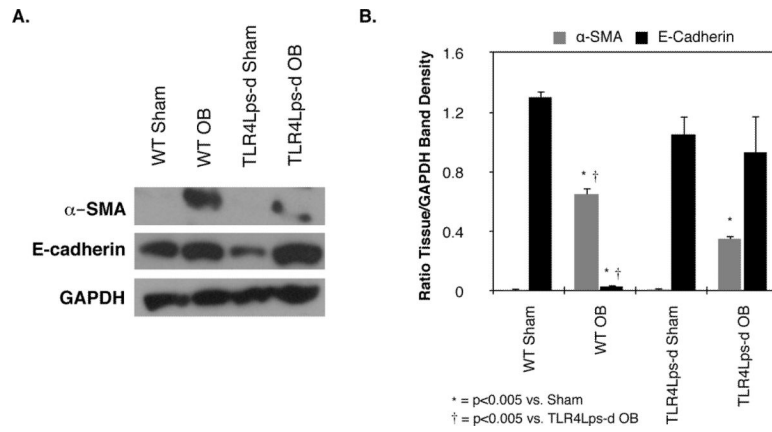 A.
WT Sham
WT OB
TLR4Lps-d Sham
TLR4Lps-d OB
α-SMA
E-cadherin
GAPDH
B.
α-SMA E-Cadherin
Ratio Tissue/GAPDH Band Density
1.6
1.2
0.8
0.4
0
* †
* †
*
WT Sham
WT OB
TLR4Lps-d Sham
TLR4Lps-d OB
* = p<0.005 vs. Sham
† = p<0.005 vs. TLR4Lps-d OB